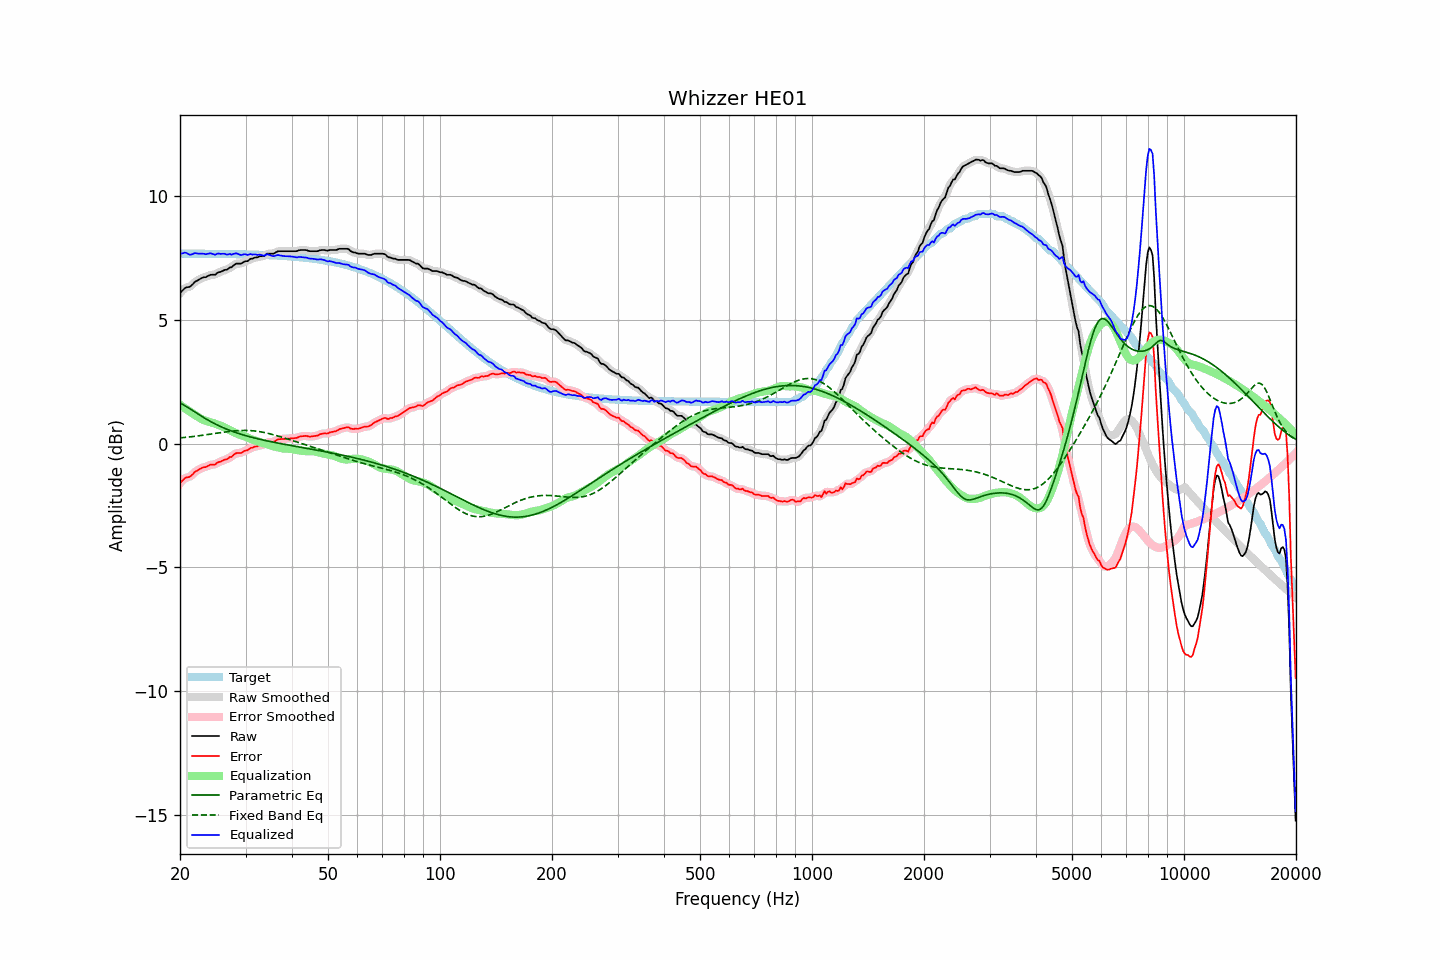 Whizzer HE01
Amplitude (dBr)
10
5
0
−5
−10
−15
Target
Raw Smoothed
Error Smoothed
Raw
Error
Equalization
Parametric Eq
Fixed Band Eq
Equalized
20 50 100 200 500 1000 2000 5000 10000 20000
Frequency (Hz)